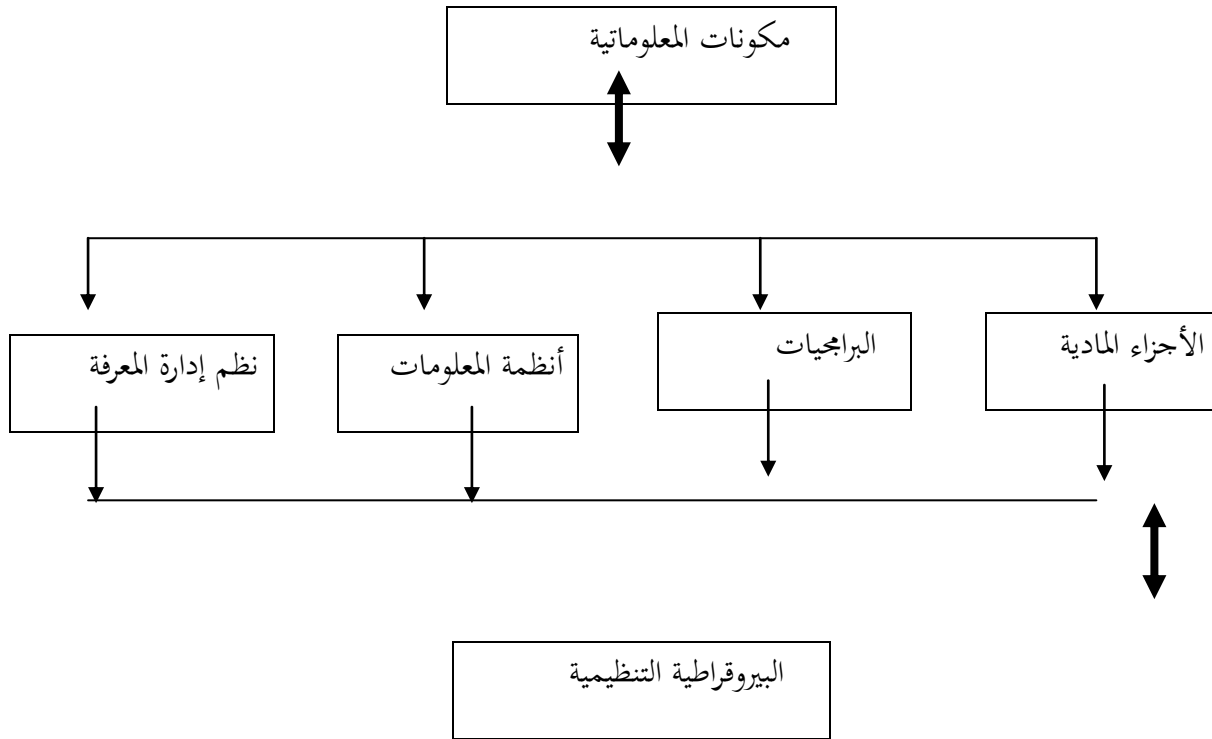 مكونات المعلوماتية
الأجزاء المادية
البرامجيات
أنظمة المعلومات
نظم إدارة المعرفة
البيروقراطية التنظيمية